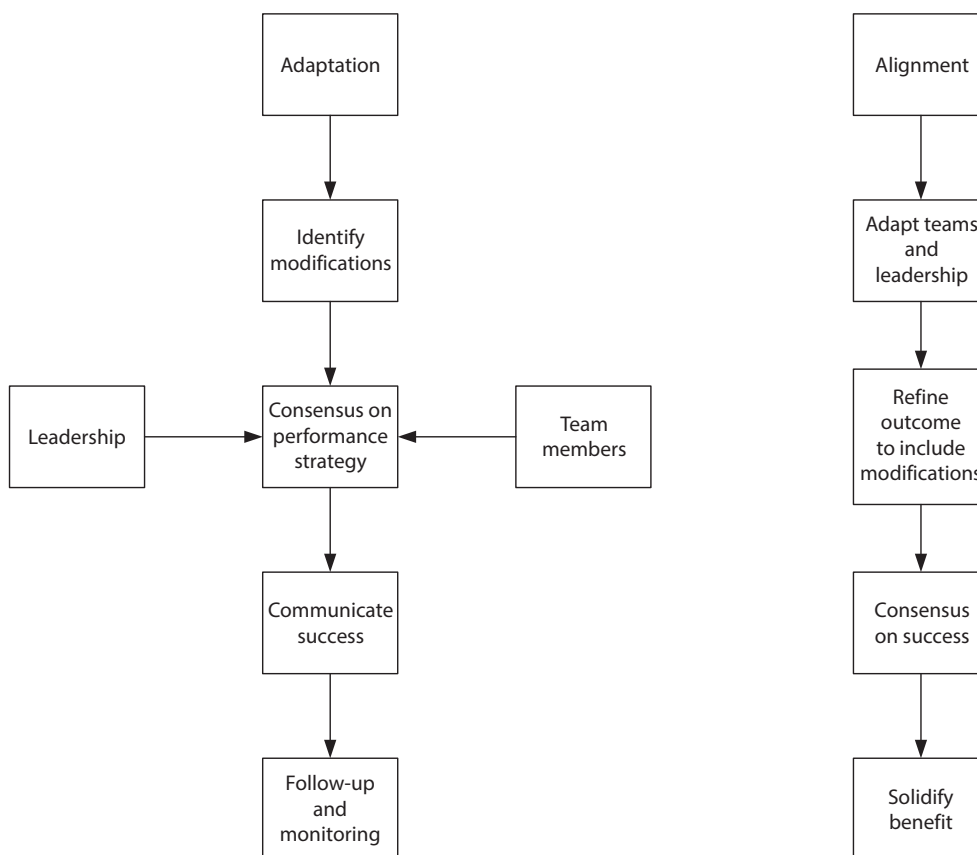 Adaptation
Alignment
Identify
modifications
Adapt teams
and
leadership
Leadership
Consensus on
performance
strategy
Team
members
Refine
outcome
to include
modifications
Communicate
success
Consensus
on success
Follow-up
and
monitoring
Solidify
benefit